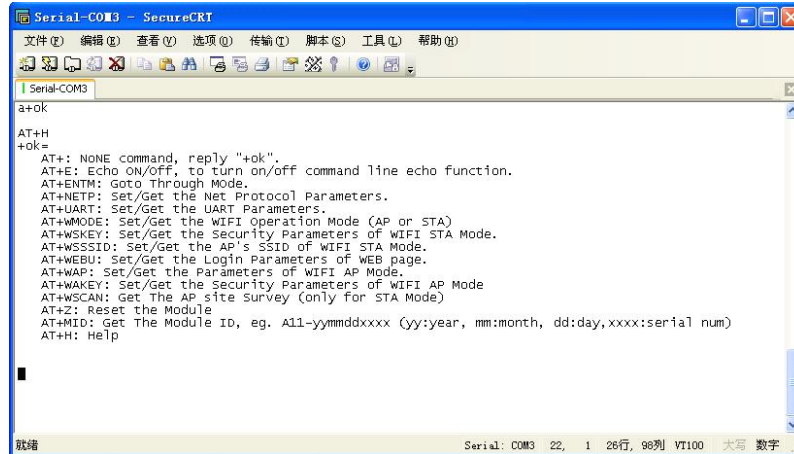 Serial-COM3 - SecureCRT
文件(F) 编辑(E) 查看(V) 选项(O) 传输(T) 脚本(S) 工具(L) 帮助(H)
Serial-COM3
a+ok
AT+H
+ok=
AT+: NONE command, reply "+ok".
AT+E: Echo ON/Off, to turn on/off command line echo function.
AT+ENTM: Goto Through MOde.
AT+NETP: Set/Get the Net Protocol Parameters.
AT+UART: Set/Get the UART Parameters.
AT+WMODE: Set/Get the WIFI Operation Mode (AP or STA)
AT+WSKEY: Set/Get the Security Parameters of WIFI STA Mode.
AT+WSSSID: Set/Get the AP's SSID of WIFI STA Mode.
AT+WEBU: Set/Get the Login Parameters of WEB page.
AT+WAP: Set/Get the Parameters of WIFI AP Mode.
AT+WAKEY: Set/Get the Security Parameters of WIFI AP Mode
AT+WSCAN: Get The AP site Survey (only for STA Mode)
AT+Z: Reset the Module
AT+MID: Get The Module ID, eg. A11-yymmddxxxx (yy:year, mm:month, dd:day,xxxx:serial num)
AT+H: Help
就绪 Serial: COM3 22, 1 26行, 98列 VT100 大写 数字